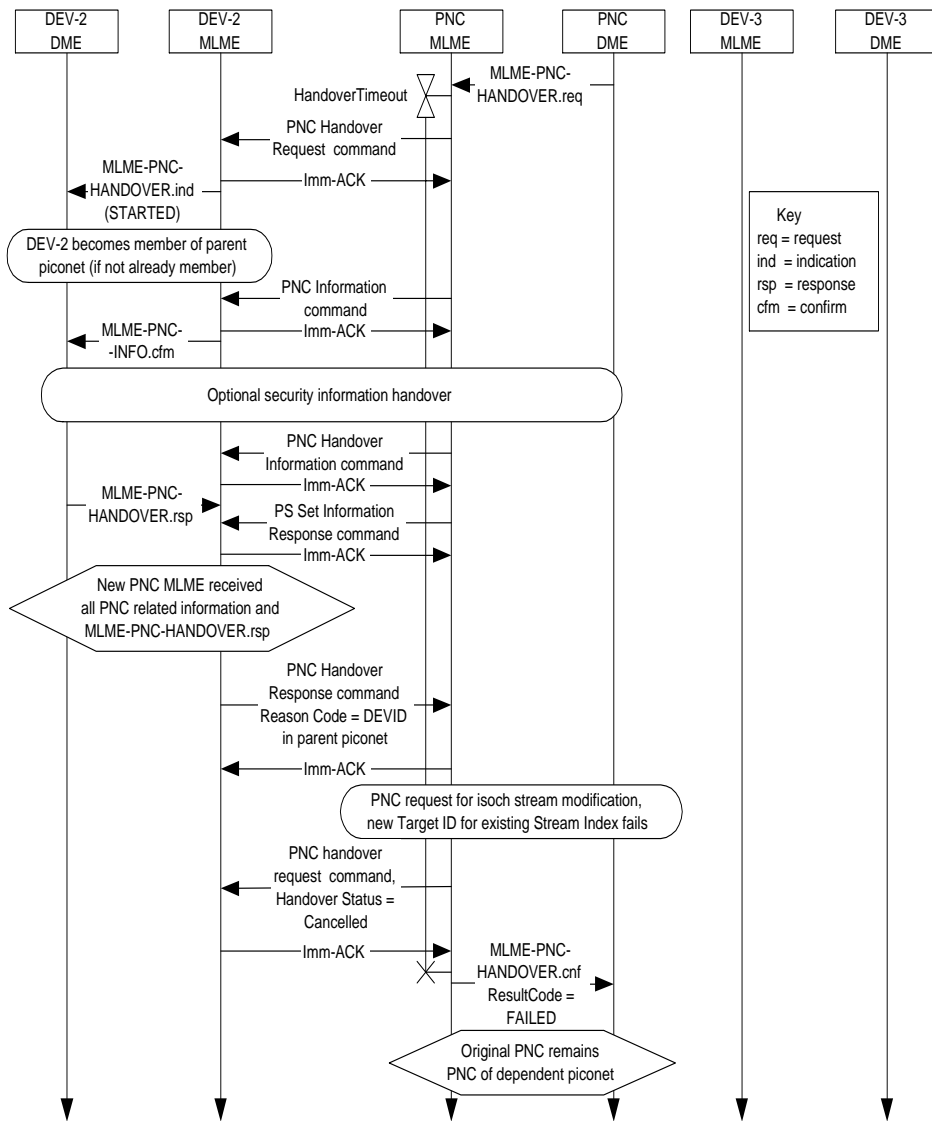 DEV-2
DME
DEV-2
MLME
PNC
MLME
PNC
DME
DEV-3
MLME
DEV-3
DME
MLME-PNC-
HANDOVER.req
HandoverTimeout
PNC Handover
Request command
MLME-PNC-
HANDOVER.ind
(STARTED)
Imm-ACK
Key
req = request
ind = indication
rsp = response
cfm = confirm
DEV-2 becomes member of parent
piconet (if not already member)
PNC Information
command
Imm-ACK
MLME-PNC-
-INFO.cfm
Optional security information handover
PNC Handover
Information command
Imm-ACK
MLME-PNC-
HANDOVER.rsp
PS Set Information
Response command
Imm-ACK
New PNC MLME received
all PNC related information and
MLME-PNC-HANDOVER.rsp
PNC Handover
Response command
Reason Code = DEVID
in parent piconet
Imm-ACK
PNC request for isoch stream modification,
new Target ID for existing Stream Index fails
PNC handover
request command,
Handover Status =
Cancelled
Imm-ACK
MLME-PNC-
HANDOVER.cnf
ResultCode =
FAILED
Original PNC remains
PNC of dependent piconet